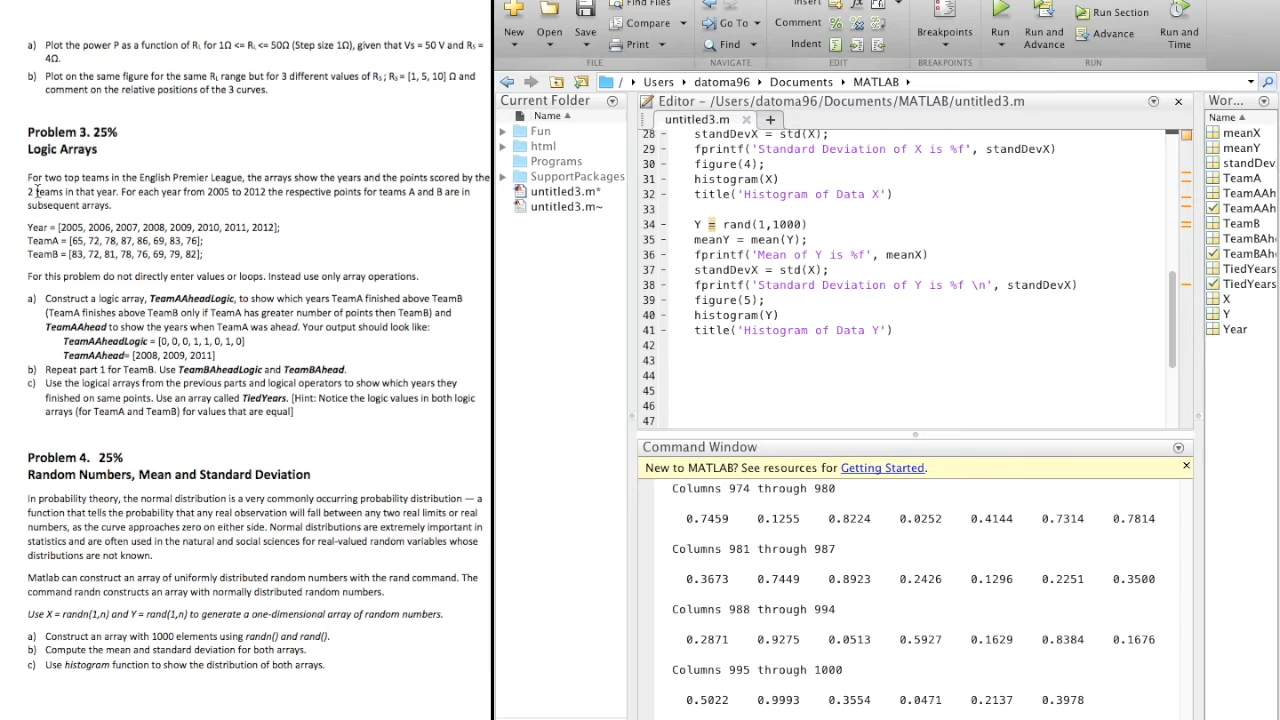 a) Plot the power P as a function of RL for 1Ω <= RL <= 50Ω (Step size 1Ω), given that Vs = 50 V and RS =
4Ω.
b) Plot on the same figure for the same RL range but for 3 different values of RS ; RS = [1, 5, 10] Ω and
comment on the relative positions of the 3 curves.
Problem 3. 25%
Logic Arrays
For two top teams in the English Premier League, the arrays show the years and the points scored by the
2 teams in that year. For each year from 2005 to 2012 the respective points for teams A and B are in
subsequent arrays.
Year = [2005, 2006, 2007, 2008, 2009, 2010, 2011, 2012];
TeamA = [65, 72, 78, 87, 86, 69, 83, 76];
TeamB = [83, 72, 81, 78, 76, 69, 79, 82];
For this problem do not directly enter values or loops. Instead use only array operations.
a) Construct a logic array, TeamAAheadLogic, to show which years TeamA finished above TeamB
(TeamA finishes above TeamB only if TeamA has greater number of points then TeamB) and
TeamAAhead to show the years when TeamA was ahead. Your output should look like:
TeamAAheadLogic = [0, 0, 0, 1, 1, 0, 1, 0]
TeamAAhead= [2008, 2009, 2011]
b) Repeat part 1 for TeamB. Use TeamBAheadLogic and TeamBAhead.
c) Use the logical arrays from the previous parts and logical operators to show which years they
finished on same points. Use an array called TiedYears. [Hint: Notice the logic values in both logic
arrays (for TeamA and TeamB) for values that are equal]
Problem 4. 25%
Random Numbers, Mean and Standard Deviation
In probability theory, the normal distribution is a very commonly occurring probability distribution — a
function that tells the probability that any real observation will fall between any two real limits or real
numbers, as the curve approaches zero on either side. Normal distributions are extremely important in
statistics and are often used in the natural and social sciences for real-valued random variables whose
distributions are not known.
Matlab can construct an array of uniformly distributed random numbers with the rand command. The
command randn constructs an array with normally distributed random numbers.
Use X = randn(1,n) and Y = rand(1,n) to generate a one-dimensional array of random numbers.
a) Construct an array with 1000 elements using randn() and rand().
b) Compute the mean and standard deviation for both arrays.
c) Use histogram function to show the distribution of both arrays.
Find Files
Insert fx
New Open Save Compare Go To Comment Breakpoints Run Run and Advance Run Section Advance Run and Time
Print Find Indent
FILE NAVIGATE EDIT BREAKPOINTS RUN
/ Users datoma96 Documents MATLAB
Current Folder
Name
Fun
html
Programs
SupportPackages
untitled3.m*
untitled3.m~
Editor - /Users/datoma96/Documents/MATLAB/untitled3.m
untitled3.m +
28 - standDevX = std(X);
29 - fprintf('Standard Deviation of X is %f', standDevX)
30 - figure(4);
31 - histogram(X)
32 - title('Histogram of Data X')
33
34 - Y = rand(1,1000)
35 - meanY = mean(Y);
36 - fprintf('Mean of Y is %f', meanX)
37 - standDevX = std(X);
38 - fprintf('Standard Deviation of Y is %f \n', standDevX)
39 - figure(5);
40 - histogram(Y)
41 - title('Histogram of Data Y')
42
43
44
45
46
47
Command Window
New to MATLAB? See resources for Getting Started.
Columns 974 through 980
0.7459 0.1255 0.8224 0.0252 0.4144 0.7314 0.7814
Columns 981 through 987
0.3673 0.7449 0.8923 0.2426 0.1296 0.2251 0.3500
Columns 988 through 994
0.2871 0.9275 0.0513 0.5927 0.1629 0.8384 0.1676
Columns 995 through 1000
0.5022 0.9993 0.3554 0.0471 0.2137 0.3978
Wor...
Name
meanX
meanY
standDev
TeamA
TeamAAh
TeamAAh
TeamB
TeamBAh
TeamBAh
TiedYears
X
Y
Year